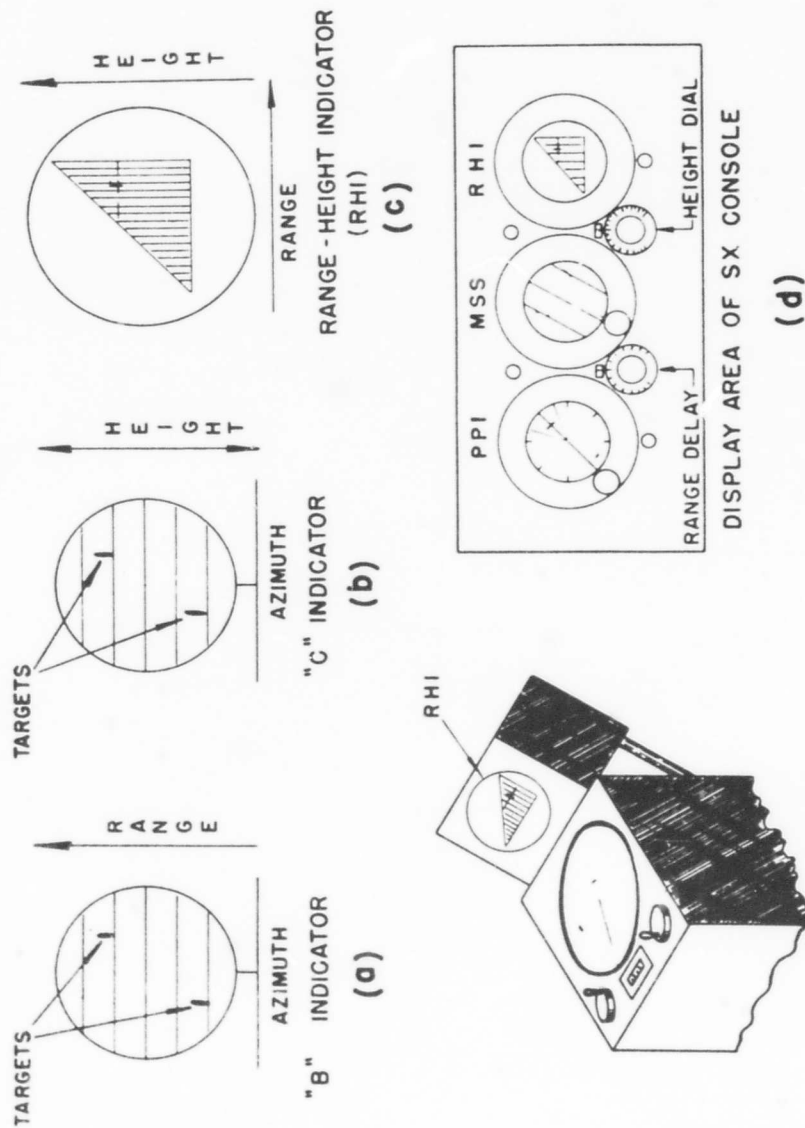 TARGETS
RANGE
AZIMUTH
"B" INDICATOR
(a)
TARGETS
HEIGHT
AZIMUTH
"C" INDICATOR
(b)
HEIGHT
RANGE
RANGE-HEIGHT INDICATOR
(RHI)
(c)
RHI
PPI
MSS
RHI
RANGE DELAY
HEIGHT DIAL
DISPLAY AREA OF SX CONSOLE
(d)